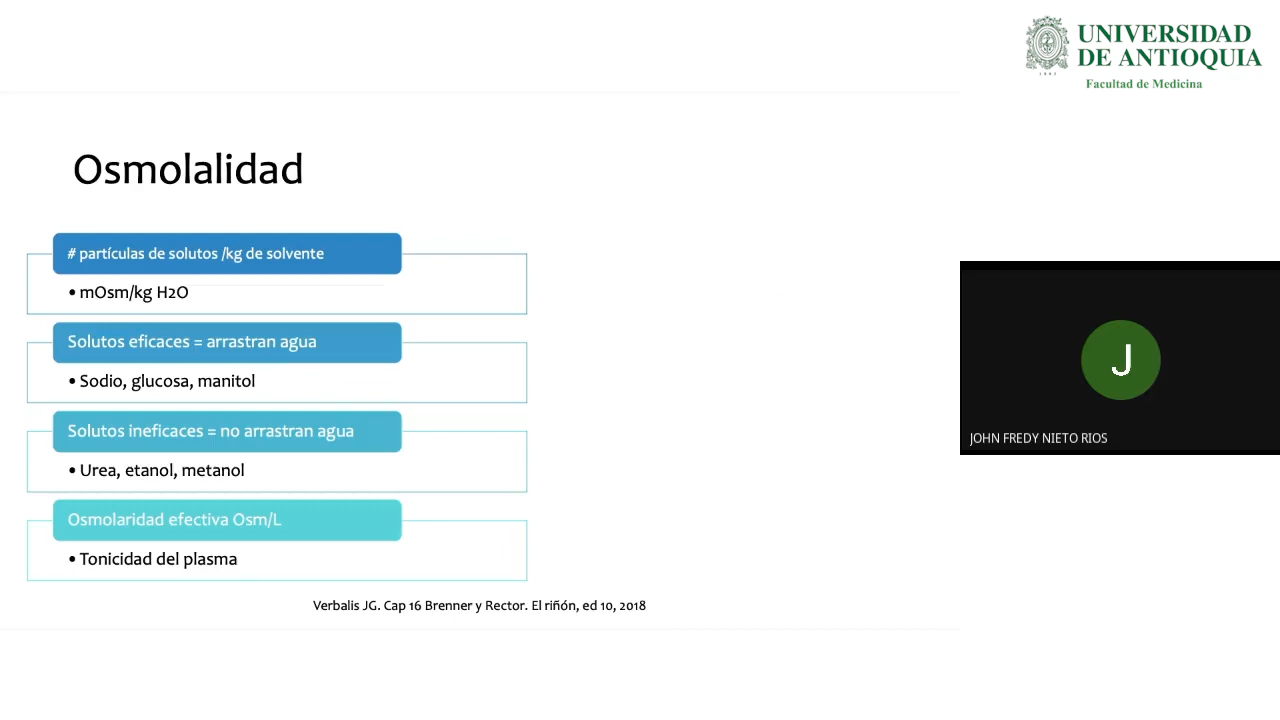 UNIVERSIDAD
DE ANTIOQUIA
1803
Facultad de Medicina
Osmolalidad
# partículas de solutos /kg de solvente
• mOsm/kg H2O
Solutos eficaces = arrastran agua
• Sodio, glucosa, manitol
Solutos ineficaces = no arrastran agua
• Urea, etanol, metanol
Osmolaridad efectiva Osm/L
• Tonicidad del plasma
Verbalis JG. Cap 16 Brenner y Rector. El riñón, ed 10, 2018
J
JOHN FREDY NIETO RIOS